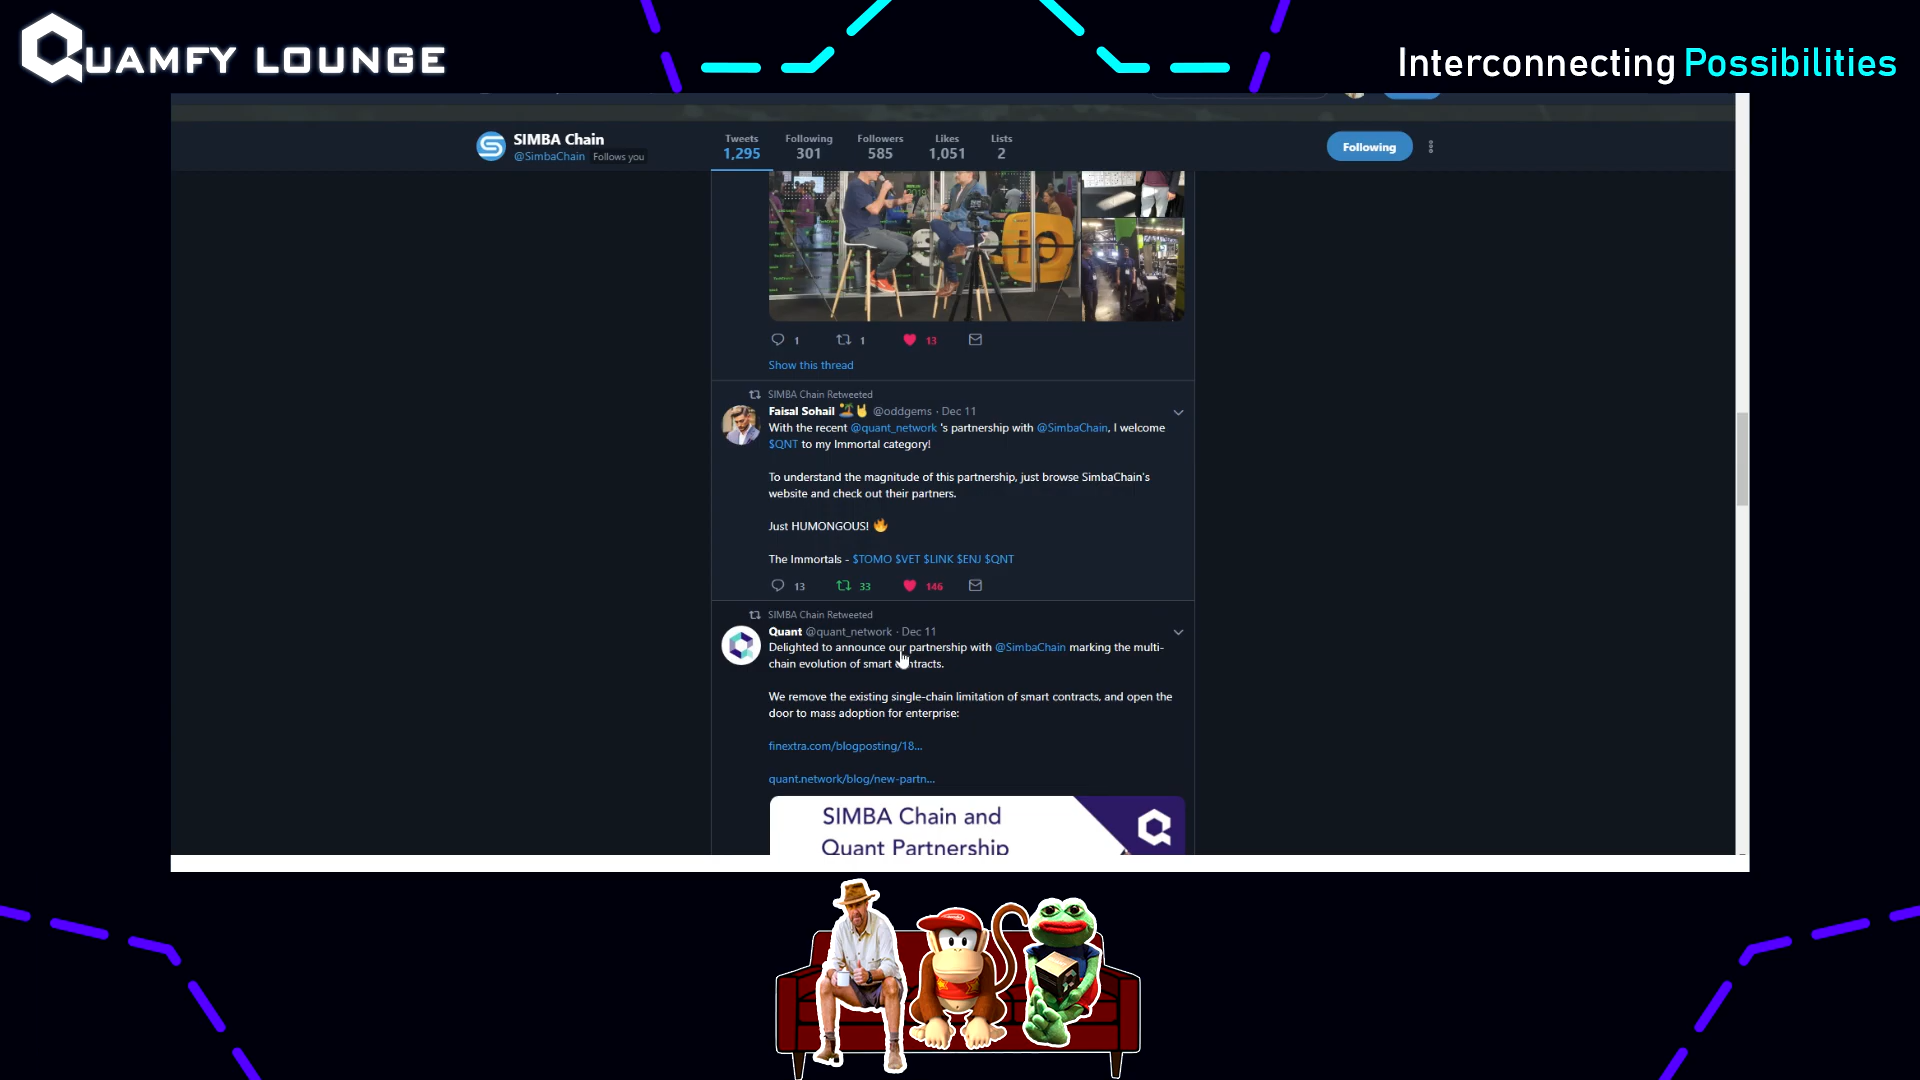 QUAMFY LOUNGE
Interconnecting Possibilities
SIMBA Chain
@SimbaChain Follows you
Tweets
1,295
Following
301
Followers
585
Likes
1,051
Lists
2
Following
1
1
13
Show this thread
SIMBA Chain Retweeted
Faisal Sohail @oddgems · Dec 11
With the recent @quant_network 's partnership with @SimbaChain, I welcome
$QNT to my Immortal category!
To understand the magnitude of this partnership, just browse SimbaChain's
website and check out their partners.
Just HUMONGOUS!
The Immortals - $TOMO $VET $LINK $ENJ $QNT
13
33
146
SIMBA Chain Retweeted
Quant @quant_network · Dec 11
Delighted to announce our partnership with @SimbaChain marking the multi-
chain evolution of smart contracts.
We remove the existing single-chain limitation of smart contracts, and open the
door to mass adoption for enterprise:
finextra.com/blogposting/18...
quant.network/blog/new-partn...
SIMBA Chain and
Quant Partnership